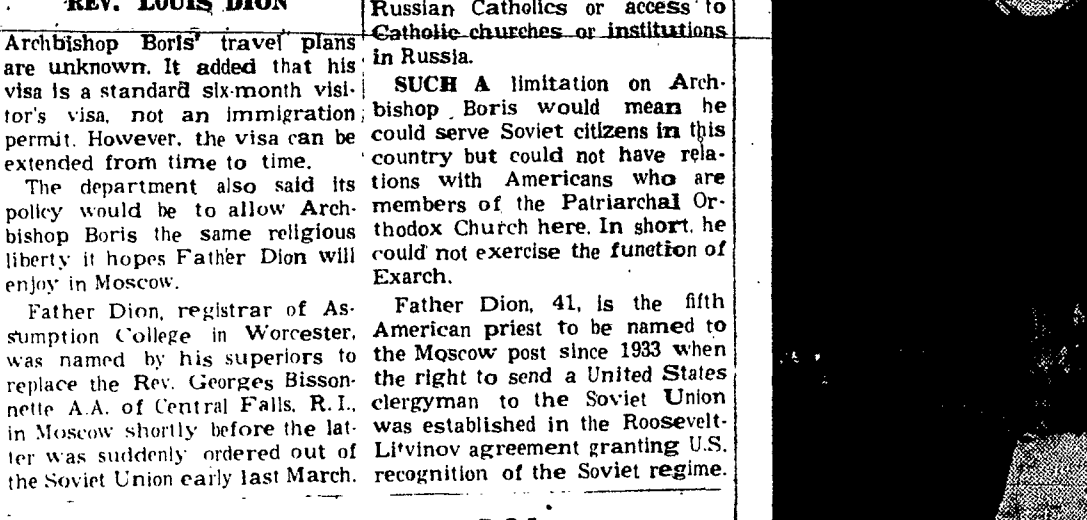 REV. LOUIS DION
Archbishop Boris' travel plans
are unknown. It added that his
visa is a standard six-month visi-
tor's visa, not an immigration
permit. However, the visa can be
extended from time to time.
The department also said its
policy would be to allow Arch-
bishop Boris the same religious
liberty it hopes Father Dion will
enjoy in Moscow.
Father Dion, registrar of As-
sumption College in Worcester,
was named by his superiors to
replace the Rev. Georges Bisson-
nette A.A. of Central Falls, R.I.,
in Moscow shortly before the lat-
ter was suddenly ordered out of
the Soviet Union early last March.
Russian Catholics or access to
Catholic churches or institutions
in Russia.
SUCH A limitation on Arch-
bishop Boris would mean he
could serve Soviet citizens in this
country but could not have rela-
tions with Americans who are
members of the Patriarchal Or-
thodox Church here. In short, he
could not exercise the function of
Exarch.
Father Dion, 41, is the fifth
American priest to be named to
the Moscow post since 1933 when
the right to send a United States
clergyman to the Soviet Union
was established in the Roosevelt-
Litvinov agreement granting U.S.
recognition of the Soviet regime.